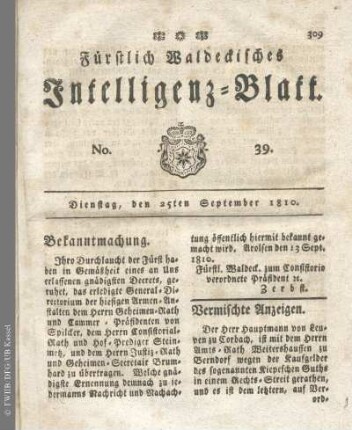 309
Fürstlich Waldeckisches
Intelligenz-Blatt.
No. 39.
Dienstag, den 25ten September 1810.
Bekanntmachung.
Ihro Durchlaucht der Fürst ha-
ben in Gemäsheit eines an Uns
erlassenen gnädigsten Decrets, ge-
ruhet, das erledigte General-Di-
rektorium der hiesigen Armen-An-
stalten dem Herrn Geheimen-Rath
und Cammer-Präsidenten von
Spilcker, dem Herrn Consistorial-
Rath und Hof-Prediger Stein-
metz, und dem Herrn Justiz-Rath
und Geheimen-Secretair Brum-
hard zu übertragen. Welche gnä-
digste Ernennung demnach zu je-
dermanns Nachricht und Nachach-
tung öffentlich hiermit bekannt ge-
macht wird. Arolsen den 13 Sept.
1810.
Fürstl. Waldeck. zum Consistorio
verordnete Präsident ꝛc.
Zerbst.
Vermischte Anzeigen.
Der Herr Hauptmann von Leu-
ven zu Corbach, ist mit dem Herrn
Amts-Rath Weitershausen zu
Berndorf wegen der Kaufgelder
des sogenannten Kiepschen Guths
in einem Rechts-Streit gerathen,
und es ist dem letztern, auf Ver-
ord-
© EWUB-DFG/UB Kassel